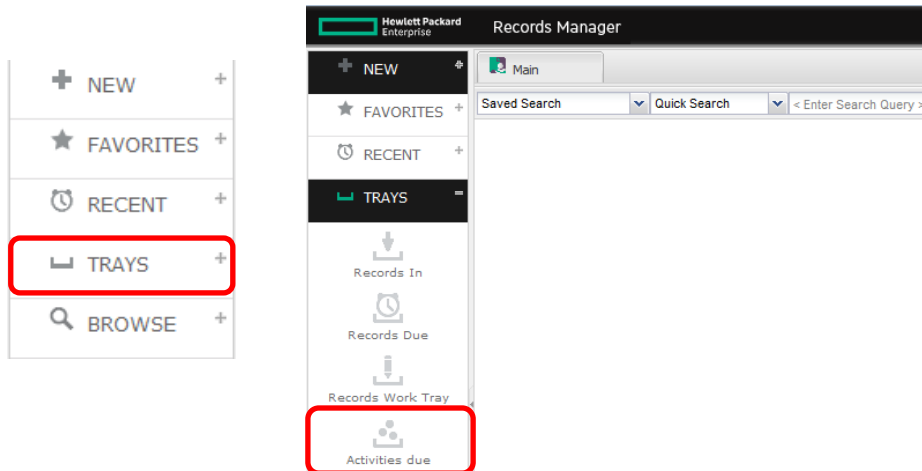 NEW
FAVORITES
RECENT
TRAYS
BROWSE
Hewlett Packard
Enterprise
Records Manager
NEW
Main
FAVORITES
Saved Search
Quick Search
< Enter Search Query >
RECENT
TRAYS
Records In
Records Due
Records Work Tray
Activities due